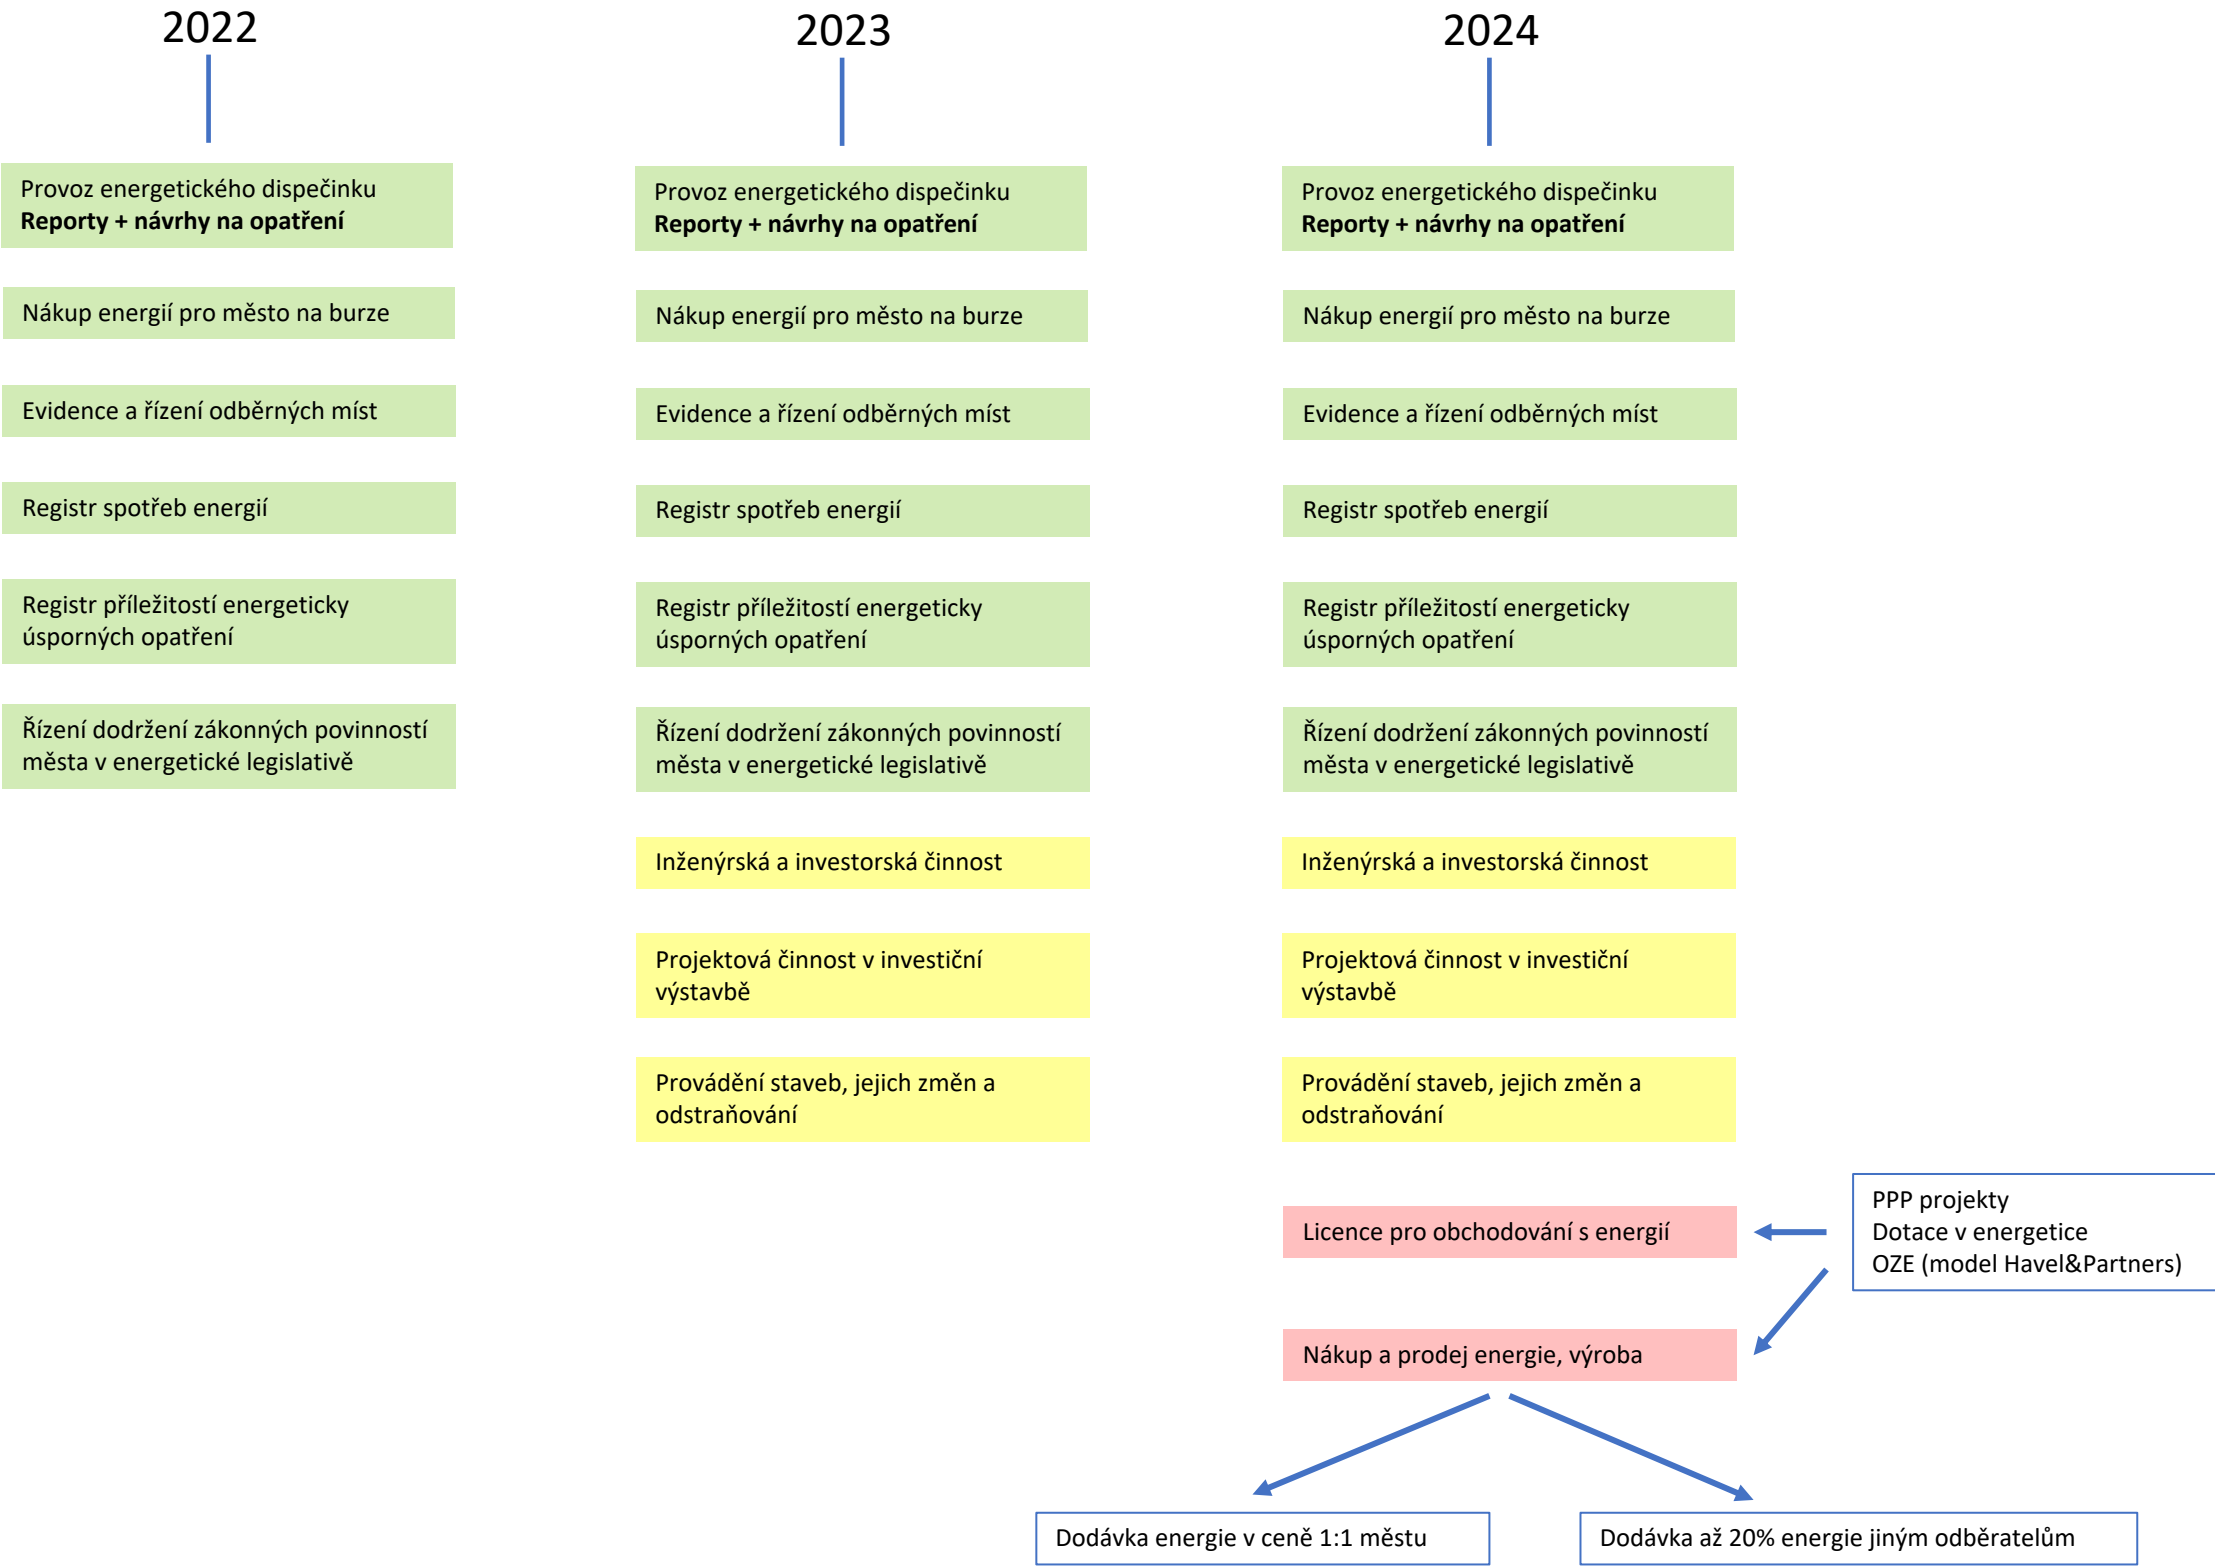 2022
Provoz energetického dispečinku
Reporty + návrhy na opatření
Nákup energií pro město na burze
Evidence a řízení odběrných míst
Registr spotřeb energií
Registr příležitostí energeticky
úsporných opatření
Řízení dodržení zákonných povinností
města v energetické legislativě
2023
Provoz energetického dispečinku
Reporty + návrhy na opatření
Nákup energií pro město na burze
Evidence a řízení odběrných míst
Registr spotřeb energií
Registr příležitostí energeticky
úsporných opatření
Řízení dodržení zákonných povinností
města v energetické legislativě
Inženýrská a investorská činnost
Projektová činnost v investiční
výstavbě
Provádění staveb, jejich změn a
odstraňování
2024
Provoz energetického dispečinku
Reporty + návrhy na opatření
Nákup energií pro město na burze
Evidence a řízení odběrných míst
Registr spotřeb energií
Registr příležitostí energeticky
úsporných opatření
Řízení dodržení zákonných povinností
města v energetické legislativě
Inženýrská a investorská činnost
Projektová činnost v investiční
výstavbě
Provádění staveb, jejich změn a
odstraňování
Licence pro obchodování s energií
Nákup a prodej energie, výroba
PPP projekty
Dotace v energetice
OZE (model Havel&Partners)
Dodávka energie v ceně 1:1 městu
Dodávka až 20% energie jiným odběratelům